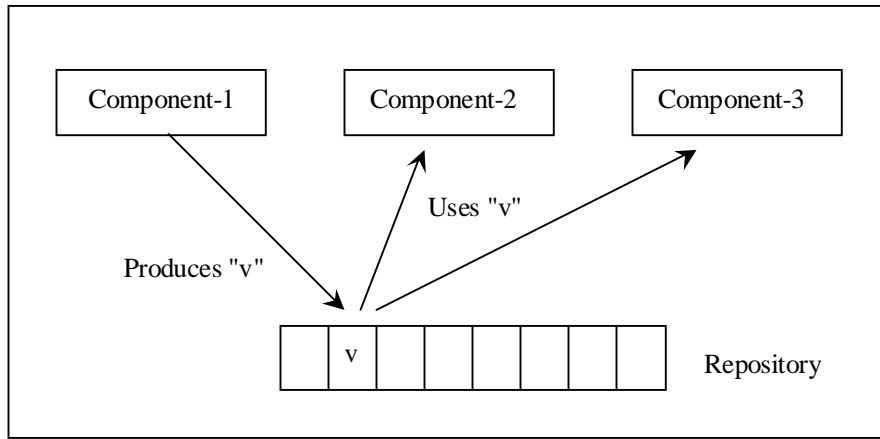 Component-1
Component-2
Component-3
Uses "v"
Produces "v"
v
Repository